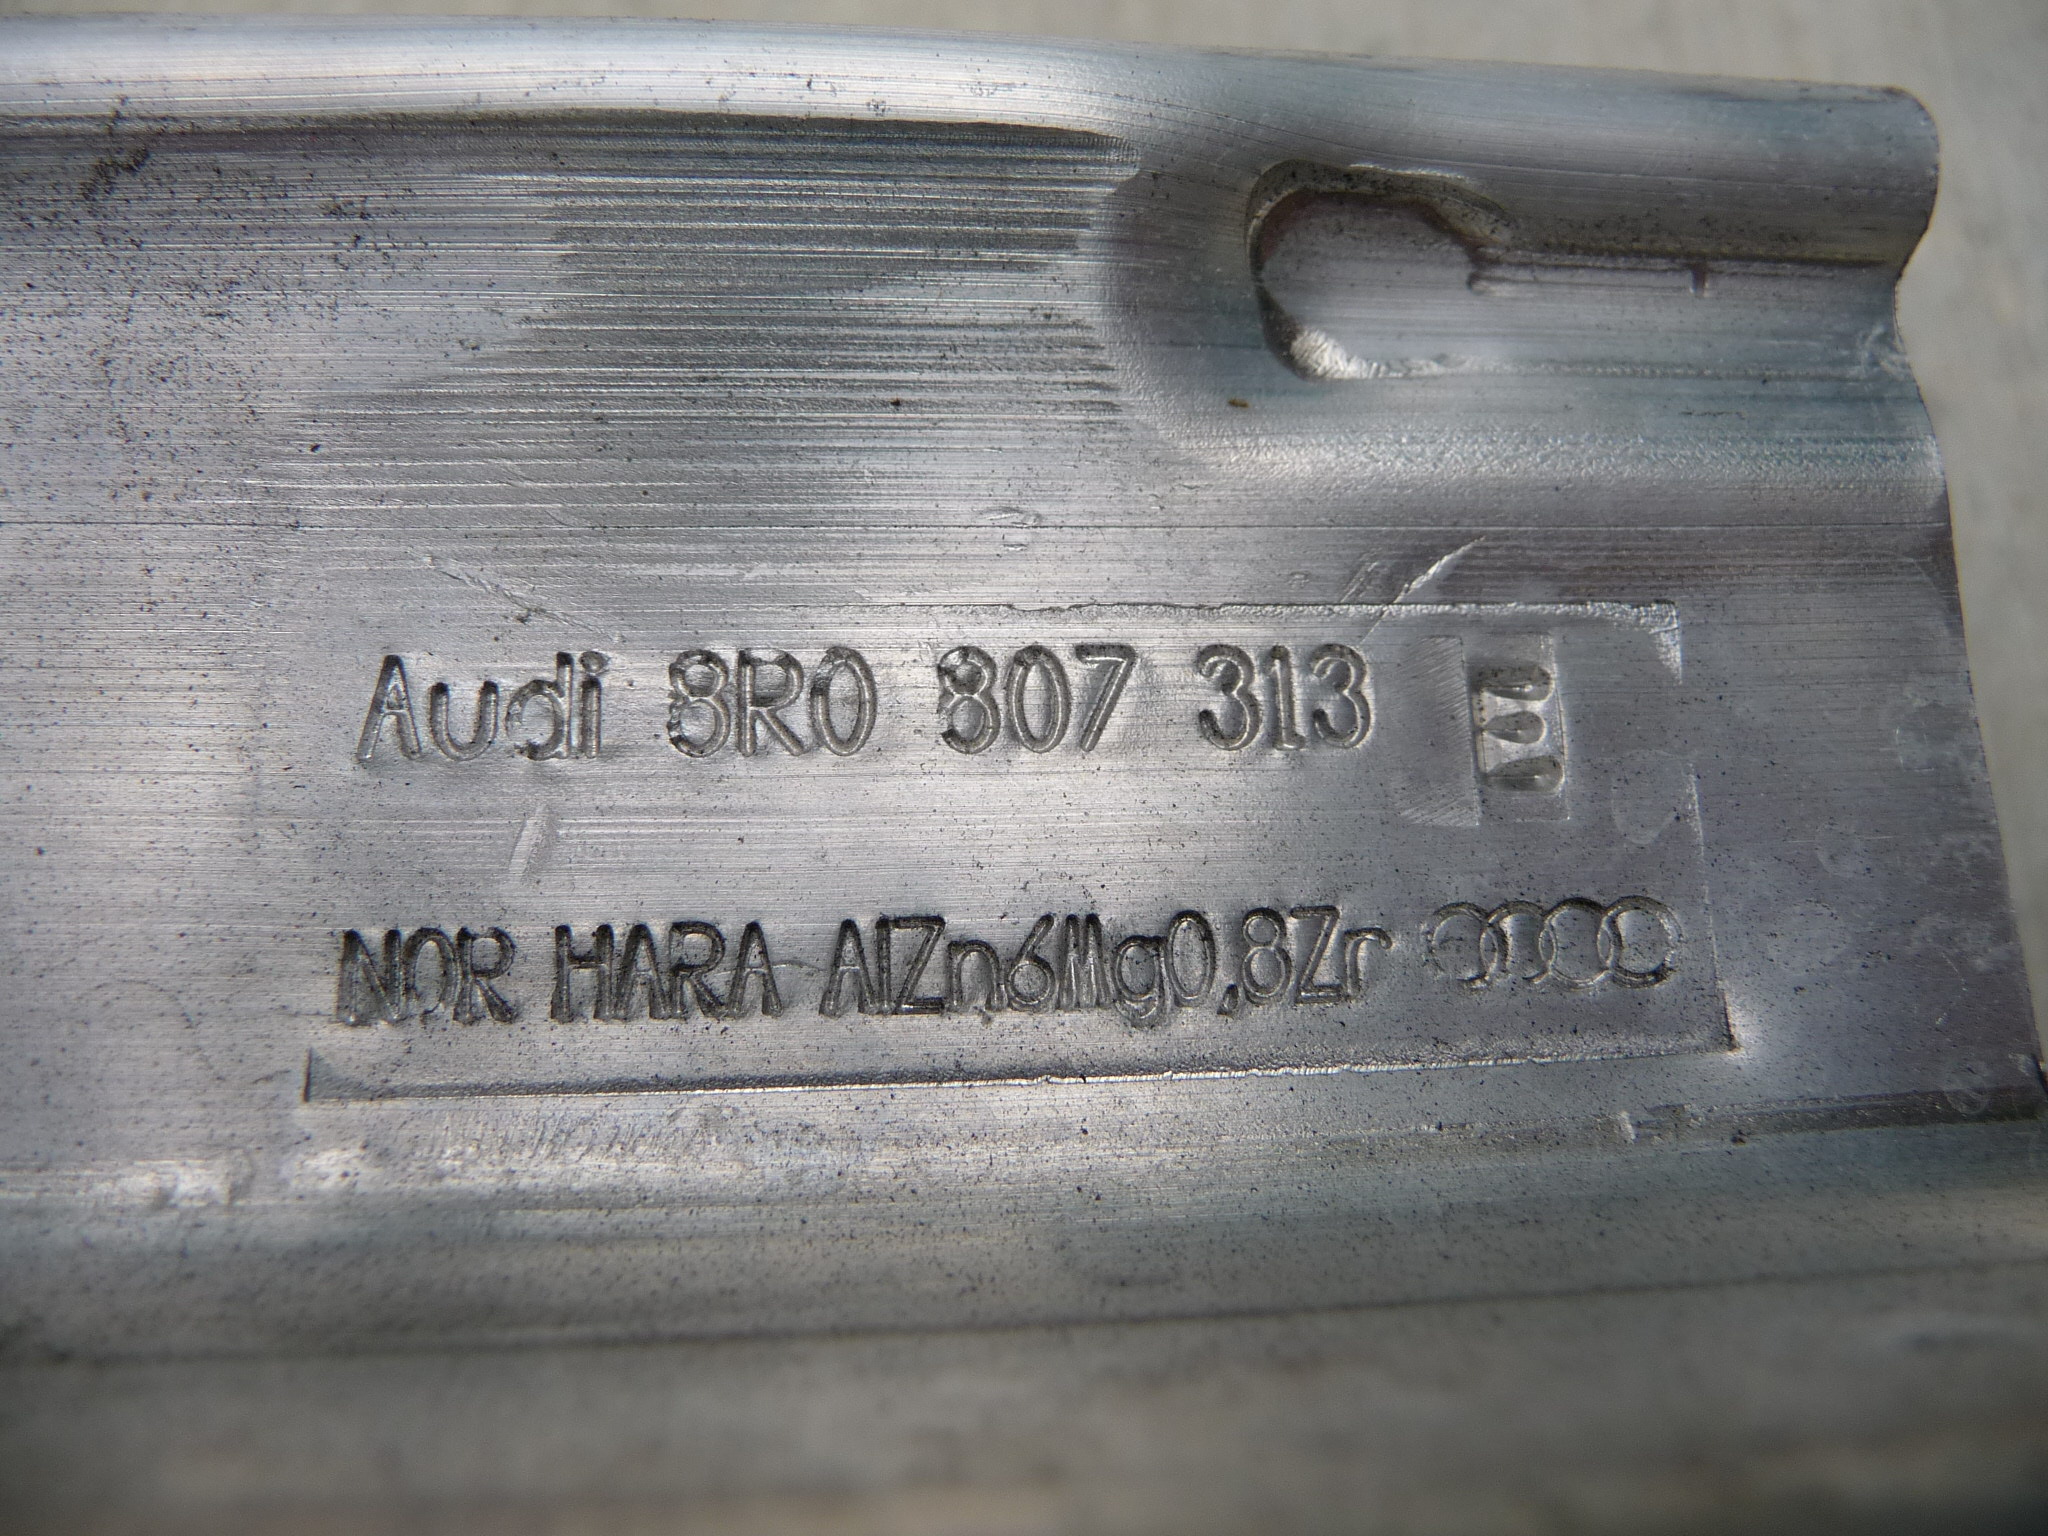 Audi 8R0 807 313 E
NOR HARA AlZn6Mg0,8Zr